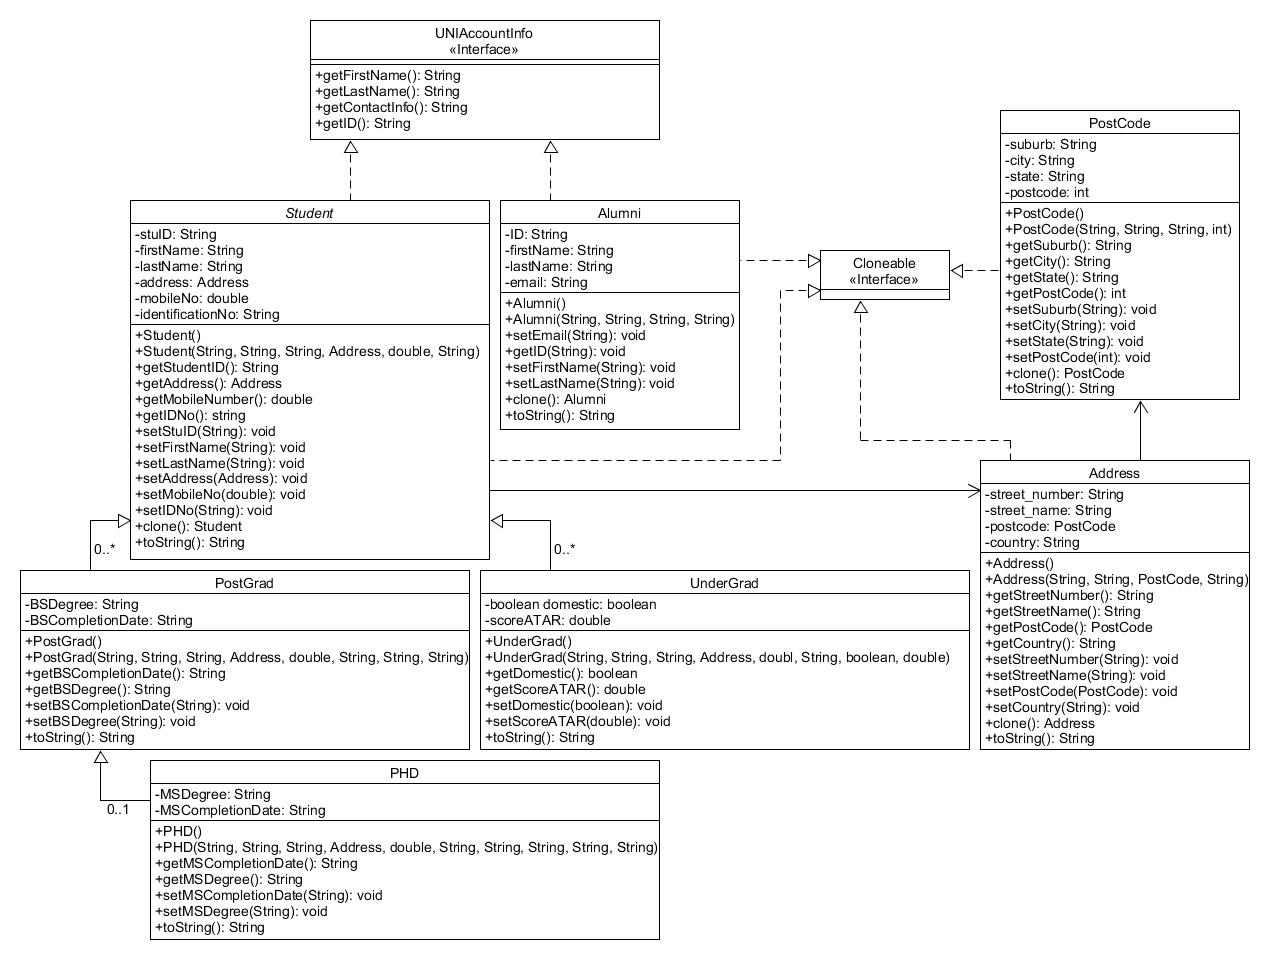 UNIAccountInfo
«Interface»
+getFirstName(): String
+getLastName(): String
+getContactInfo(): String
+getID(): String
PostCode
-suburb: String
-city: String
-state: String
-postcode: int
+PostCode()
+PostCode(String, String, String, int)
+getSuburb(): String
+getCity(): String
+getState(): String
+getPostCode(): int
+setSuburb(String): void
+setCity(String): void
+setState(String): void
+setPostCode(int): void
+clone(): PostCode
+toString(): String
Student
-stuID: String
-firstName: String
-lastName: String
-address: Address
-mobileNo: double
-identificationNo: String
+Student()
+Student(String, String, String, Address, double, String)
+getStudentID(): String
+getAddress(): Address
+getMobileNumber(): double
+getIDNo(): string
+setStuID(String): void
+setFirstName(String): void
+setLastName(String): void
+setAddress(Address): void
+setMobileNo(double): void
+setIDNo(String): void
+clone(): Student
+toString(): String
Alumni
-ID: String
-firstName: String
-lastName: String
-email: String
+Alumni()
+Alumni(String, String, String, String)
+setEmail(String): void
+getID(String): void
+setFirstName(String): void
+setLastName(String): void
+clone(): Alumni
+toString(): String
Cloneable
«Interface»
Address
-street_number: String
-street_name: String
-postcode: PostCode
-country: String
+Address()
+Address(String, String, PostCode, String)
+getStreetNumber(): String
+getStreetName(): String
+getPostCode(): PostCode
+getCountry(): String
+setStreetNumber(String): void
+setStreetName(String): void
+setPostCode(PostCode): void
+setCountry(String): void
+clone(): Address
+toString(): String
0..*
0..*
PostGrad
-BSDegree: String
-BSCompletionDate: String
+PostGrad()
+PostGrad(String, String, String, Address, double, String, String, String)
+getBSCompletionDate(): String
+getBSDegree(): String
+setBSCompletionDate(String): void
+setBSDegree(String): void
+toString(): String
UnderGrad
-boolean domestic: boolean
-scoreATAR: double
+UnderGrad()
+UnderGrad(String, String, String, Address, doubl, String, boolean, double)
+getDomestic(): boolean
+getScoreATAR(): double
+setDomestic(boolean): void
+setScoreATAR(double): void
+toString(): String
0..1
PHD
-MSDegree: String
-MSCompletionDate: String
+PHD()
+PHD(String, String, String, Address, double, String, String, String, String, String)
+getMSCompletionDate(): String
+getMSDegree(): String
+setMSCompletionDate(String): void
+setMSDegree(String): void
+toString(): String